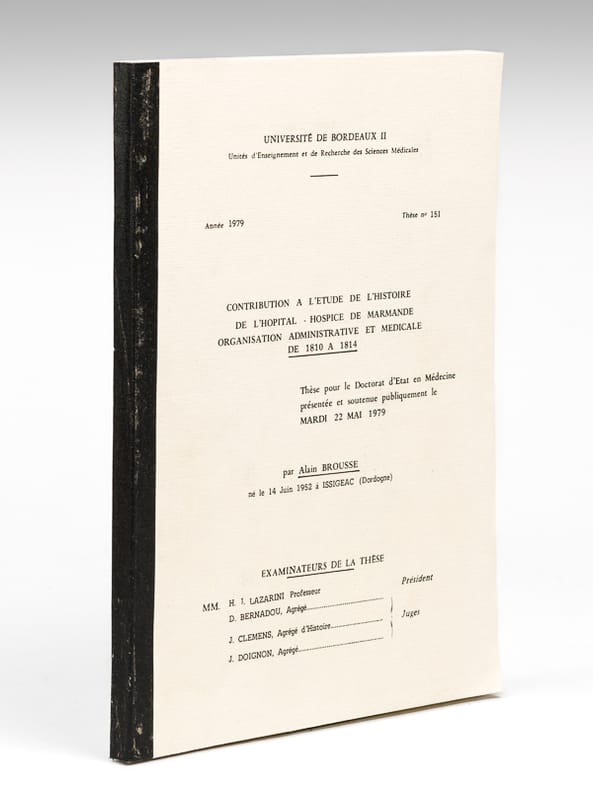 UNIVERSITÉ DE BORDEAUX II
Unités d'Enseignement et de Recherche des Sciences Médicales
Année 1979 Thèse nº 151
CONTRIBUTION A L'ETUDE DE L'HISTOIRE
DE L'HOPITAL - HOSPICE DE MARMANDE
ORGANISATION ADMINISTRATIVE ET MEDICALE
DE 1810 A 1814
Thèse pour le Doctorat d'Etat en Médecine
présentée et soutenue publiquement le
MARDI 22 MAI 1979
par Alain BROUSSE
né le 14 Juin 1952 à ISSIGEAC (Dordogne)
EXAMINATEURS DE LA THÈSE
MM. H. J. LAZARINI Professeur Président
D. BERNADOU, Agrégé
J. CLEMENS, Agrégé d'Histoire Juges
J. DOIGNON, Agrégé